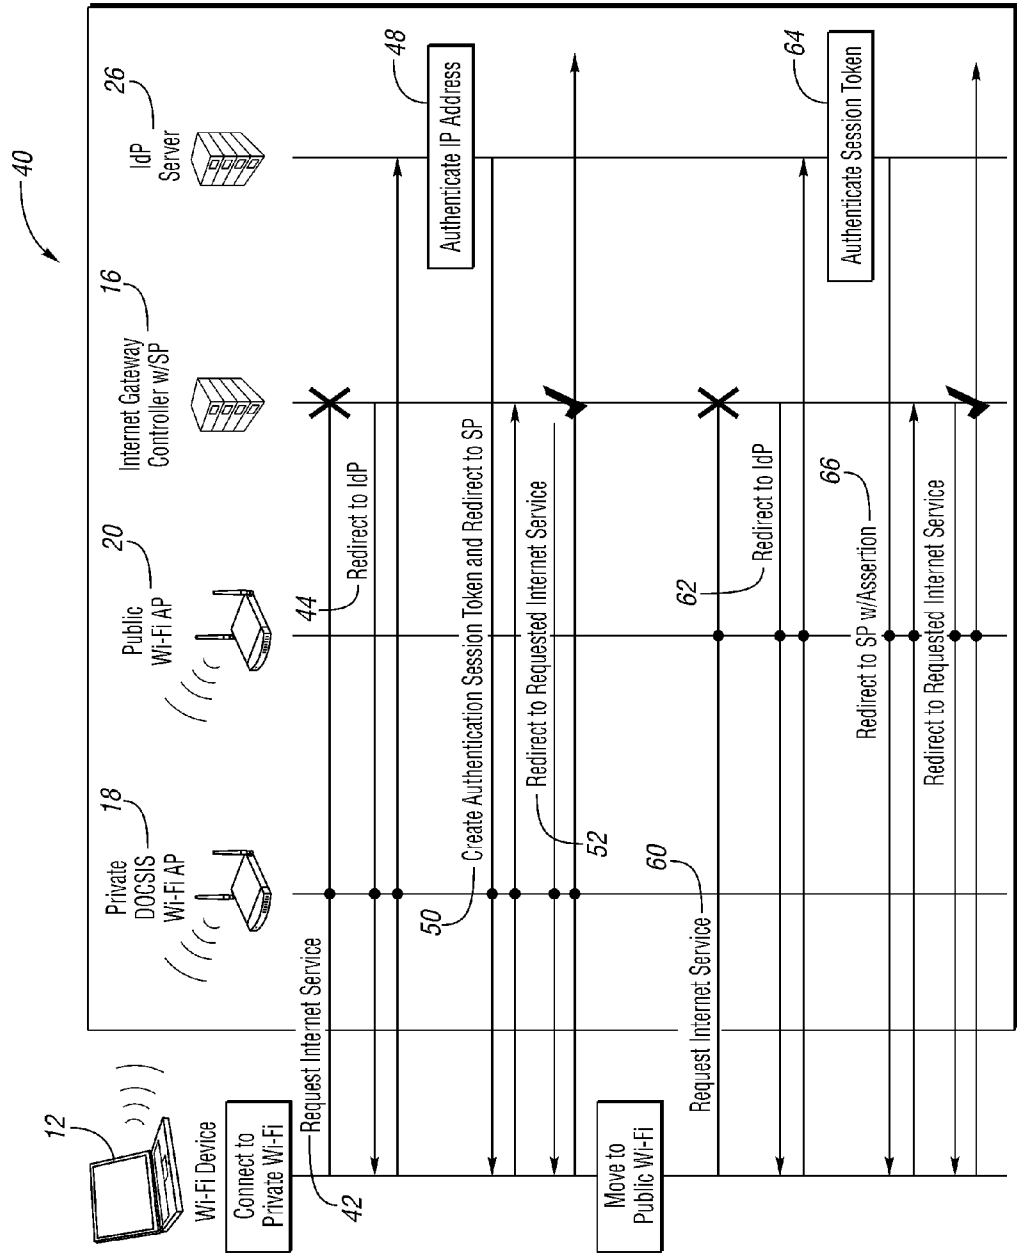 40
12
Wi-Fi Device
18
Private
DOCSIS
Wi-Fi AP
20
Public
Wi-Fi AP
16
Internet Gateway
Controller w/SP
26
IdP
Server
Connect to
Private Wi-Fi
42
Request Internet Service
44
Redirect to IdP
48
Authenticate IP Address
50
Create Authentication Session Token and Redirect to SP
52
Redirect to Requested Internet Service
Move to
Public Wi-Fi
60
Request Internet Service
62
Redirect to IdP
64
Authenticate Session Token
66
Redirect to SP w/Assertion
Redirect to Requested Internet Service